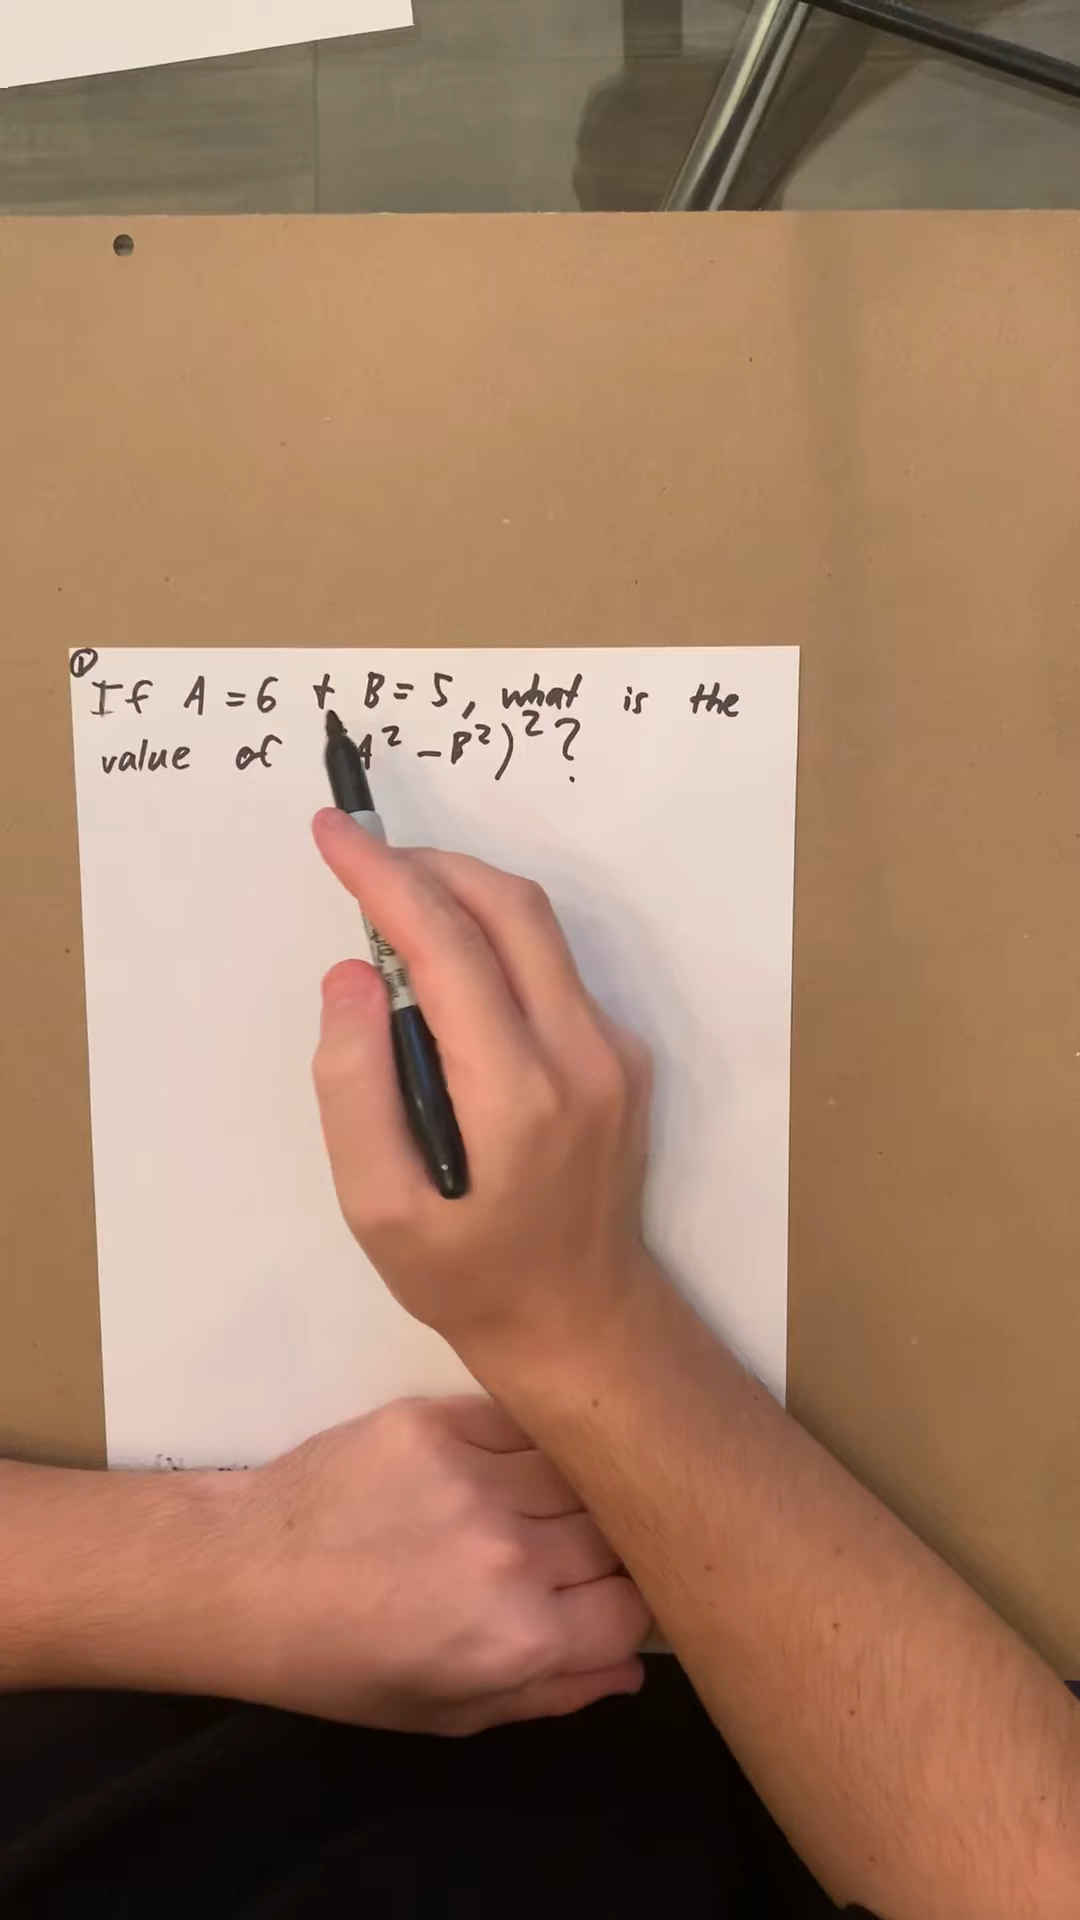 ①
If A = 6 + B = 5, what is the
value of A² - B²)²?